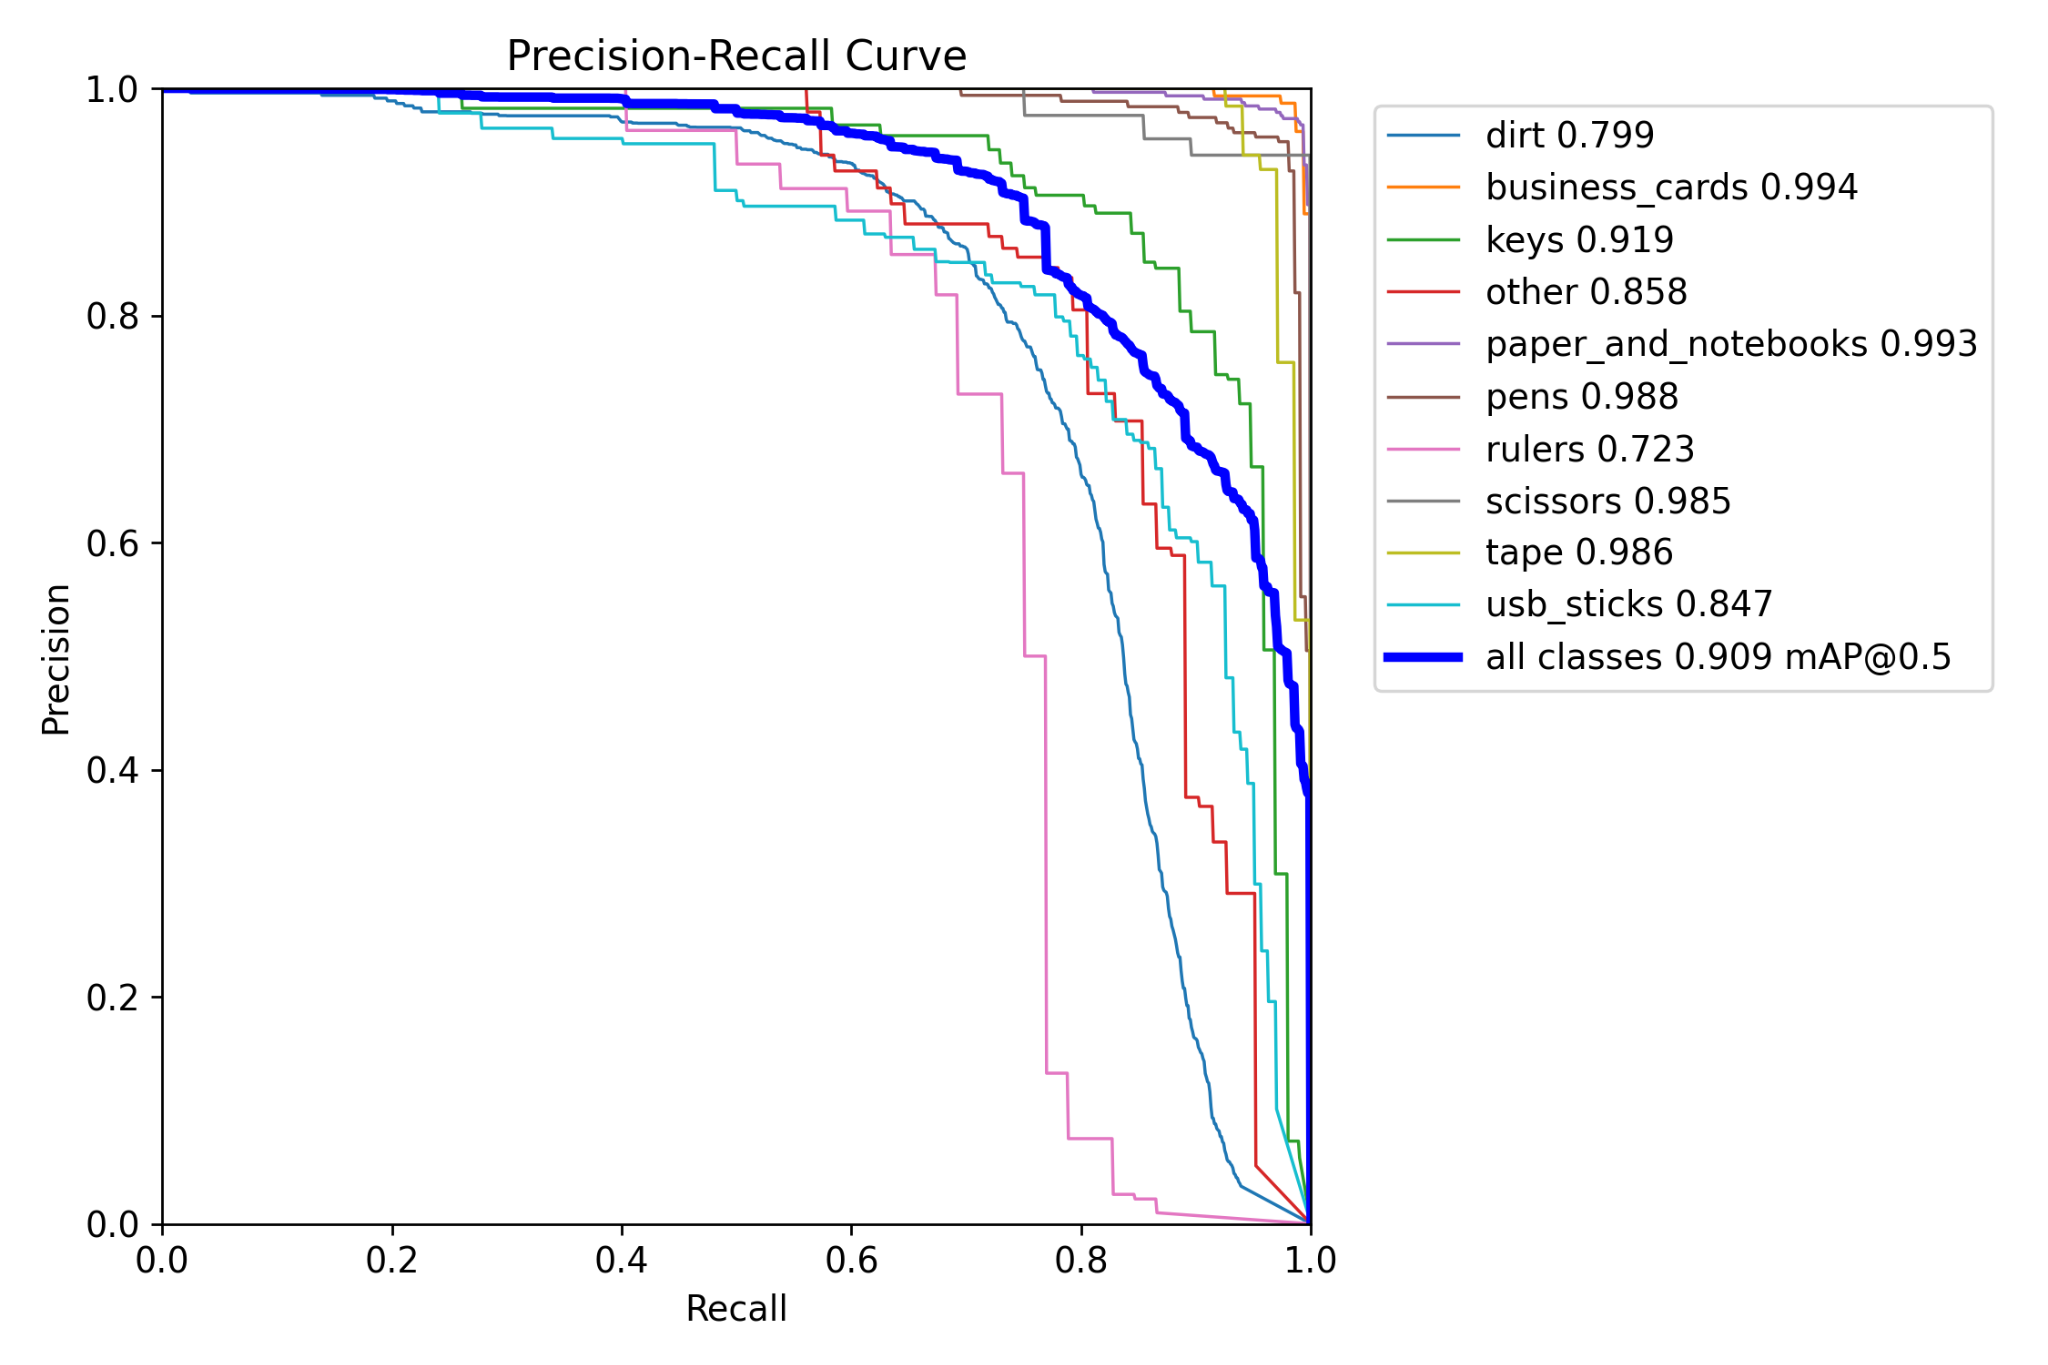 Precision-Recall Curve
1.0
0.8
0.6
0.4
0.2
0.0
Precision
0.0 0.2 0.4 0.6 0.8 1.0
Recall
dirt 0.799
business_cards 0.994
keys 0.919
other 0.858
paper_and_notebooks 0.993
pens 0.988
rulers 0.723
scissors 0.985
tape 0.986
usb_sticks 0.847
all classes 0.909 mAP@0.5